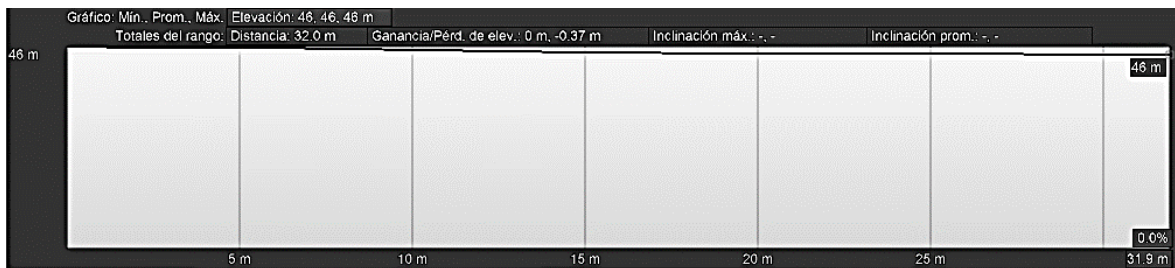 Gráfico: Mín., Prom., Máx. Elevación: 46, 46, 46 m
Totales del rango: Distancia: 32.0 m Ganancia/Pérd. de elev.: 0 m, -0.37 m Inclinación máx.: -, - Inclinación prom.: -, -
46 m
46 m
0.0%
5 m 10 m 15 m 20 m 25 m 31.9 m